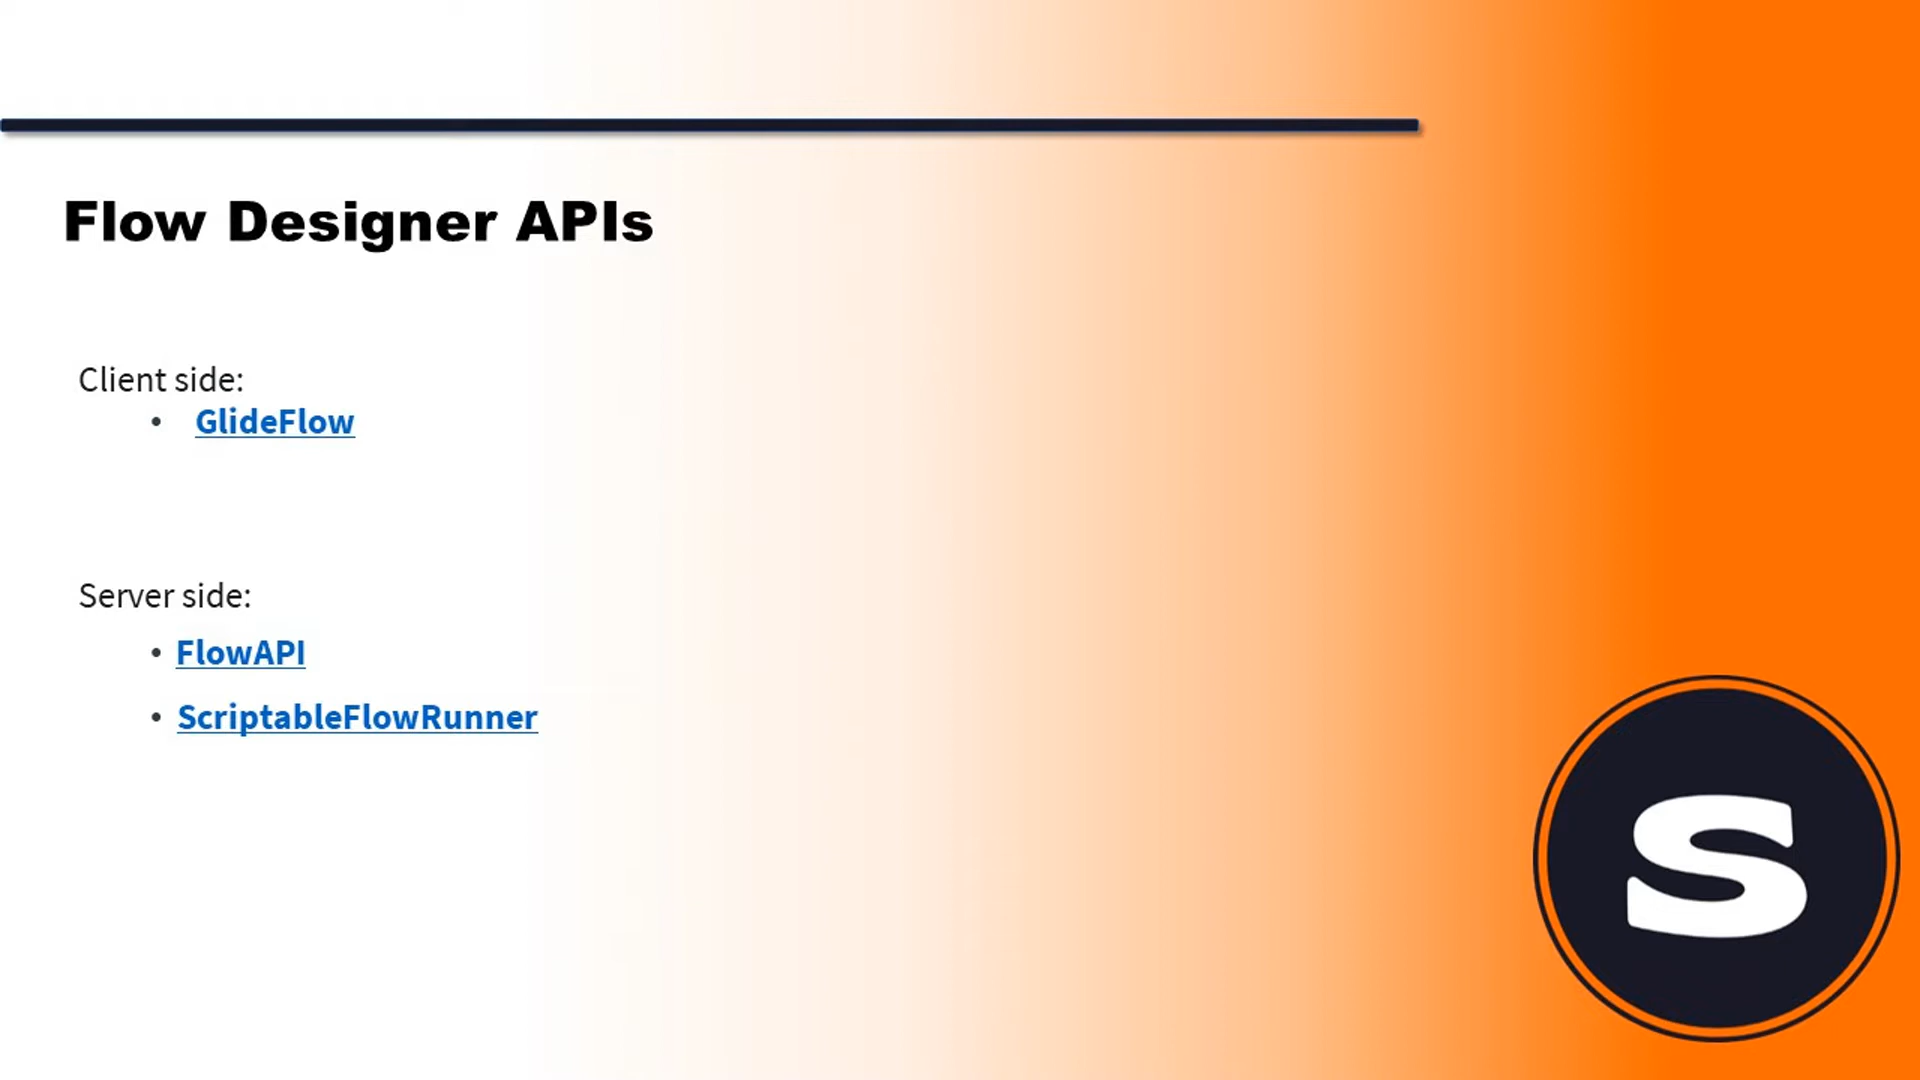 Flow Designer APIs
Client side:
• GlideFlow
Server side:
• FlowAPI
• ScriptableFlowRunner
S